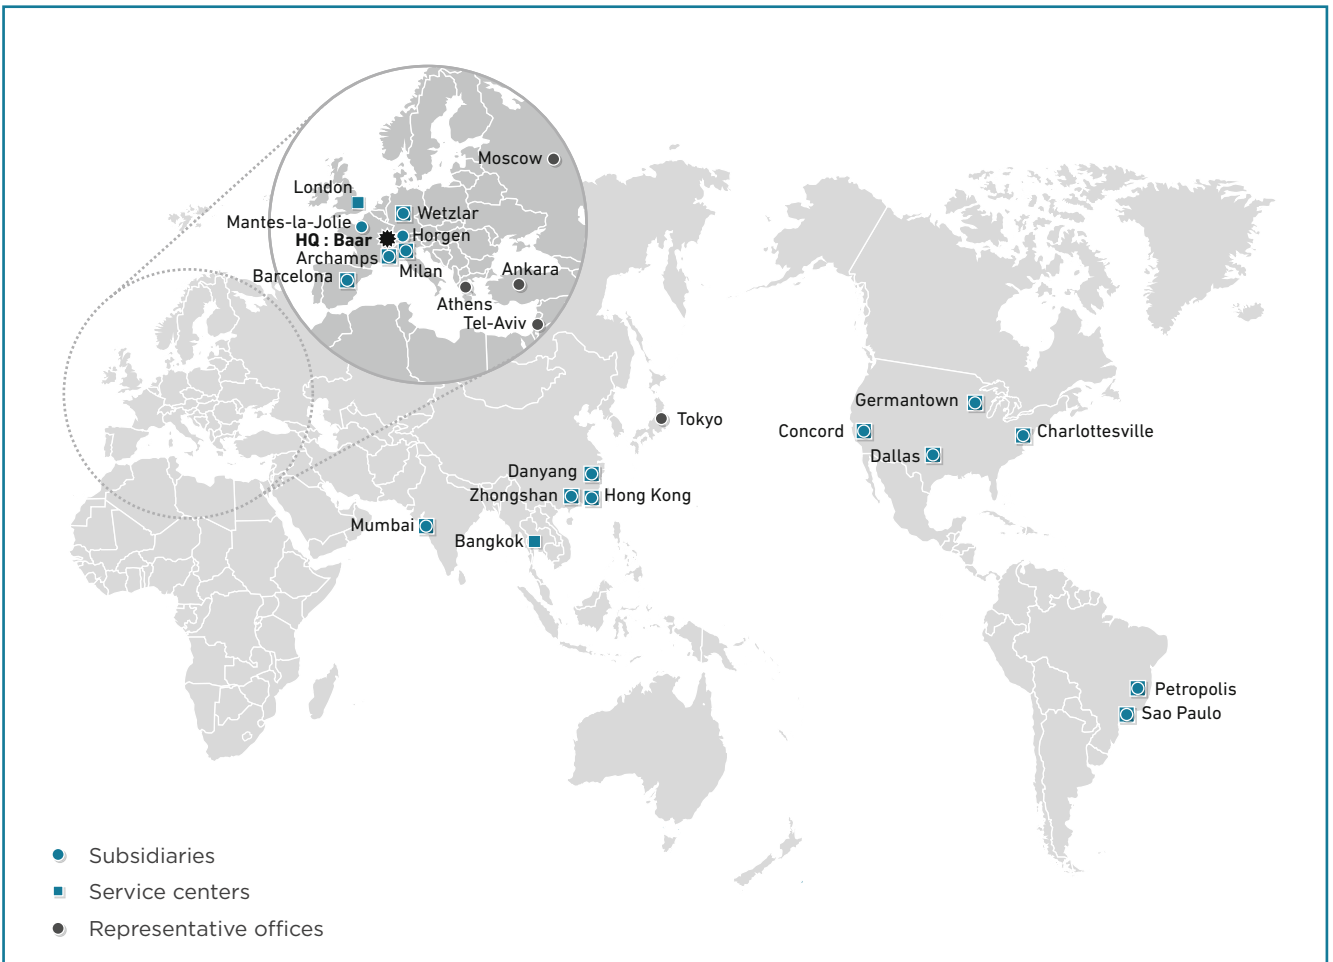 Moscow
London
Wetzlar
Mantes-la-Jolie
Horgen
HQ : Baar
Archamps
Milan
Barcelona
Ankara
Athens
Tel-Aviv
Tokyo
Germantown
Concord
Charlottesville
Dallas
Danyang
Zhongshan
Hong Kong
Mumbai
Bangkok
Petropolis
Sao Paulo
Subsidiaries
Service centers
Representative offices